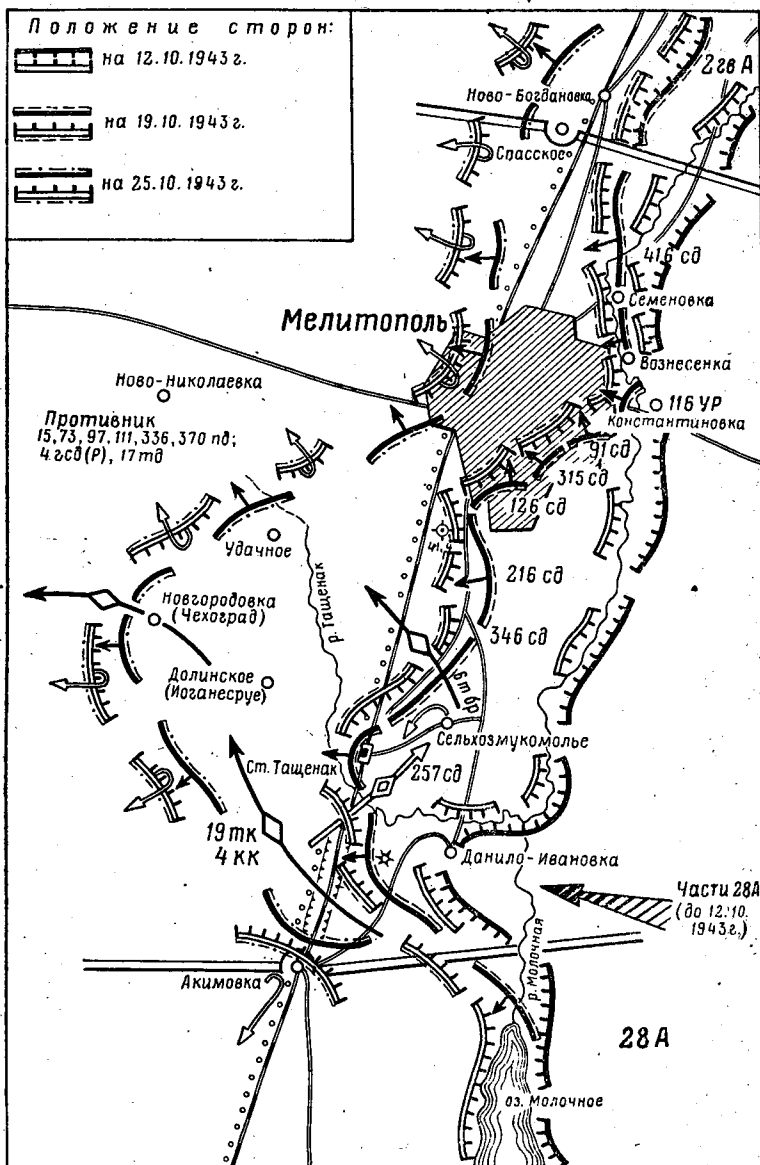 Положение сторон:
на 12.10.1943 г.
на 19.10.1943 г.
на 25.10.1943 г.
2 гв А
Ново-Богдановка
Спасское
416 сд
Семеновка
Мелитополь
Вознесенка
Ново-Николаевка
116 УР
Константиновка
Противник
15, 73, 97, 111, 336, 370 пд;
4 гсд (Р), 17 тд
91 сд
315 сд
126 сд
Удачное
216 сд
р. Тащенак
Новгородовка
(Чехоград)
346 сд
Долинское
(Иоганесруе)
6 т бр
Сельхозмукомолье
Ст. Тащенак
257 сд
19 тк
4 кк
Данило-Ивановка
Части 28А
(до 12.10.
1943 г.)
р. Молочная
Акимовка
28 А
оз. Молочное